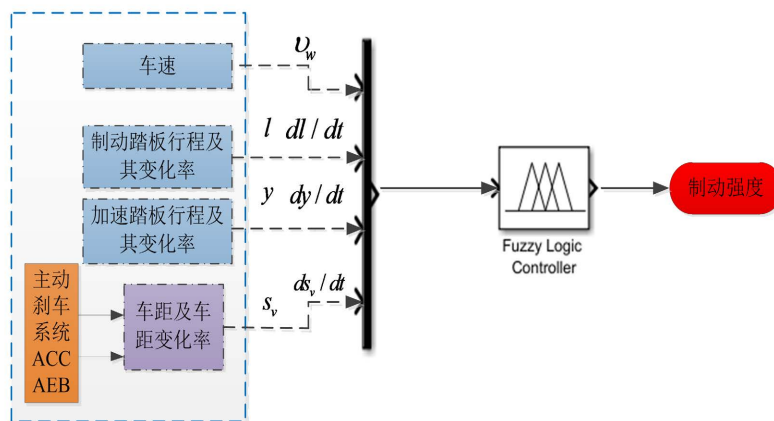 车速
υw
制动踏板行程及
其变化率
l dl / dt
加速踏板行程及
其变化率
y dy / dt
主动
刹车
系统
ACC
AEB
车距及车
距变化率
sv dsv / dt
Fuzzy Logic
Controller
制动强度